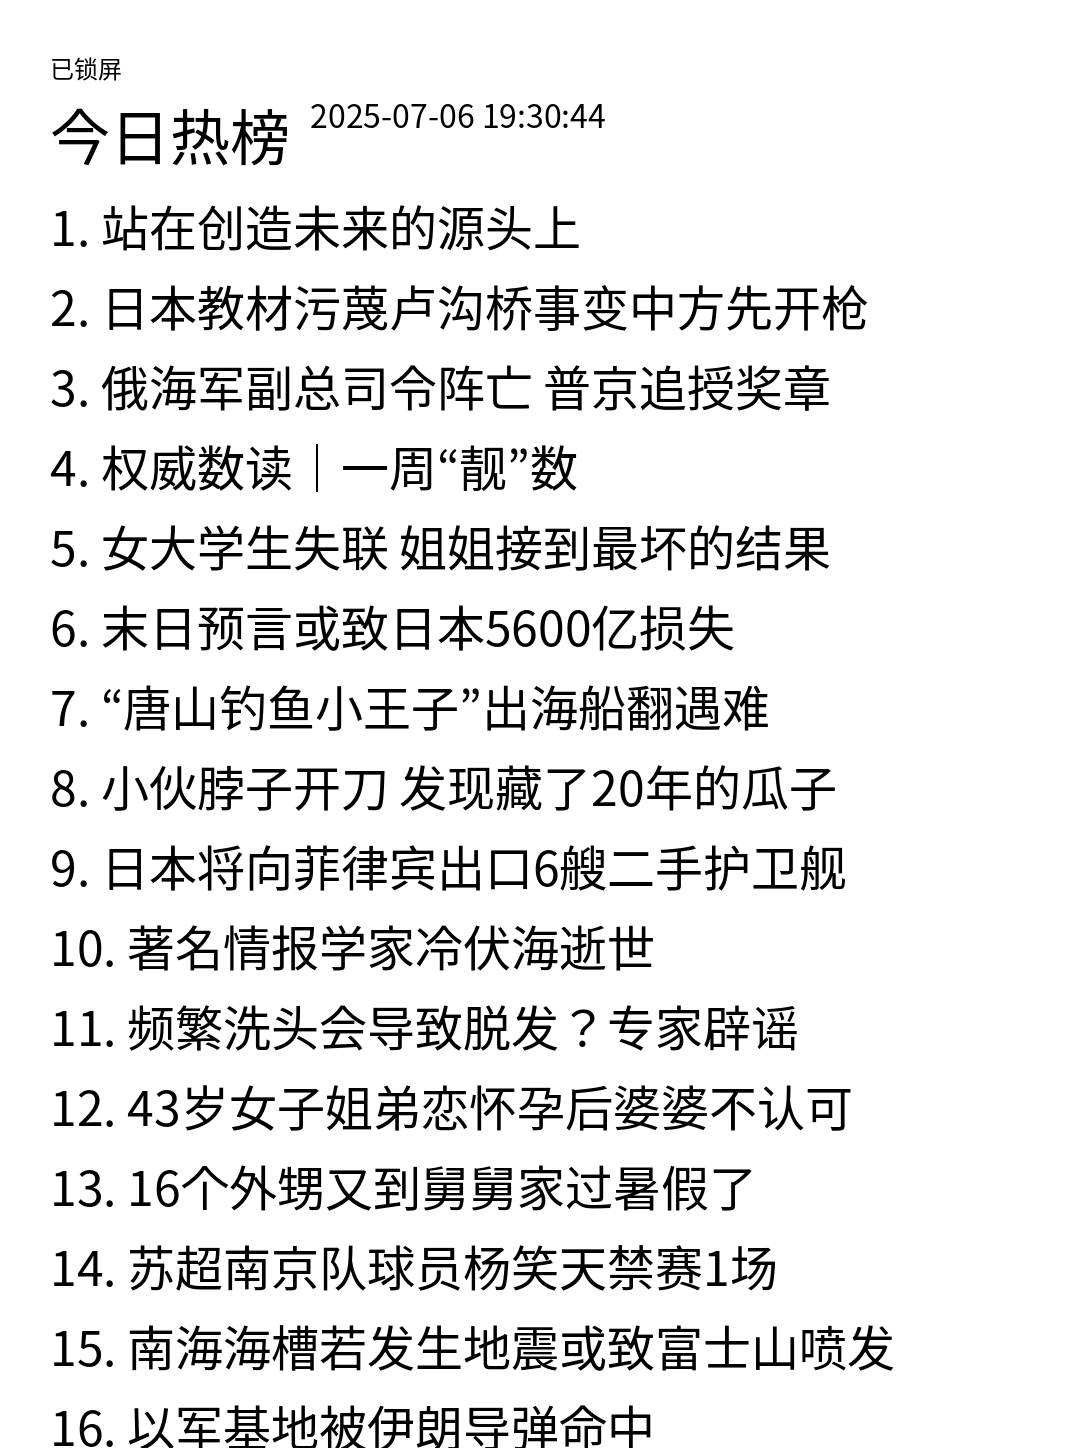 已锁屏
今日热榜 2025-07-06 19:30:44
1. 站在创造未来的源头上
2. 日本教材污蔑卢沟桥事变中方先开枪
3. 俄海军副总司令阵亡 普京追授奖章
4. 权威数读｜一周“靓”数
5. 女大学生失联 姐姐接到最坏的结果
6. 末日预言或致日本5600亿损失
7. “唐山钓鱼小王子”出海船翻遇难
8. 小伙脖子开刀 发现藏了20年的瓜子
9. 日本将向菲律宾出口6艘二手护卫舰
10. 著名情报学家冷伏海逝世
11. 频繁洗头会导致脱发？专家辟谣
12. 43岁女子姐弟恋怀孕后婆婆不认可
13. 16个外甥又到舅舅家过暑假了
14. 苏超南京队球员杨笑天禁赛1场
15. 南海海槽若发生地震或致富士山喷发
16. 以军基地被伊朗导弹命中